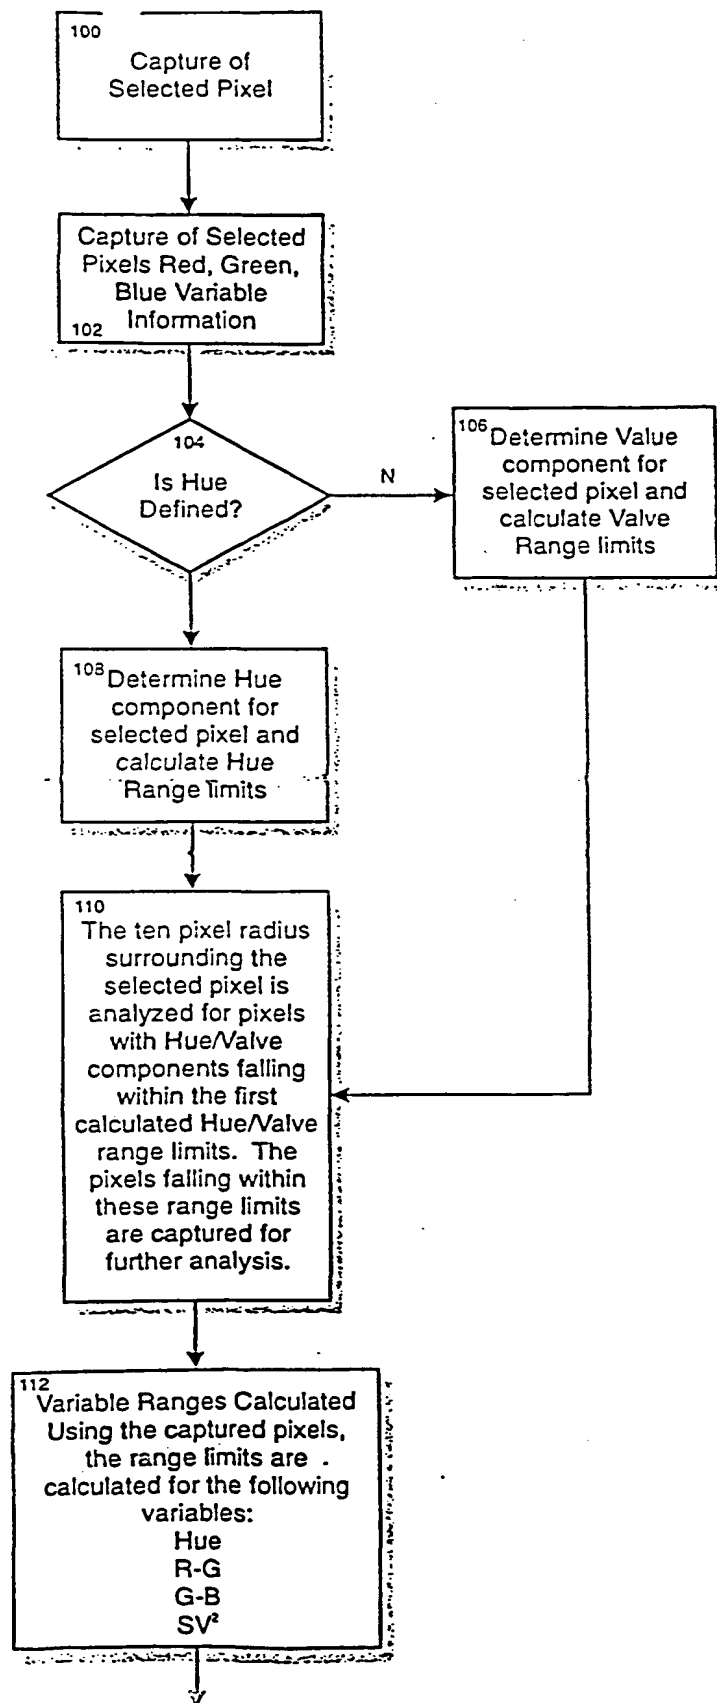 100
Capture of
Selected Pixel
Capture of Selected
Pixels Red, Green,
Blue Variable
Information
102
104
Is Hue
Defined?
N
106 Determine Value
component for
selected pixel and
calculate Valve
Range limits
108 Determine Hue
component for
selected pixel and
calculate Hue
Range limits
110
The ten pixel radius
surrounding the
selected pixel is
analyzed for pixels
with Hue/Valve
components falling
within the first
calculated Hue/Valve
range limits. The
pixels falling within
these range limits
are captured for
further analysis.
112
Variable Ranges Calculated
Using the captured pixels,
the range limits are
calculated for the following
variables:
Hue
R-G
G-B
SV²